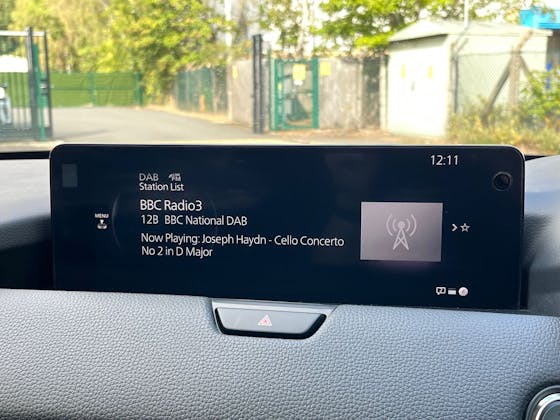 12:11
DAB
Station List
BBC Radio3
12B BBC National DAB
Now Playing: Joseph Haydn - Cello Concerto
No 2 in D Major
MENU